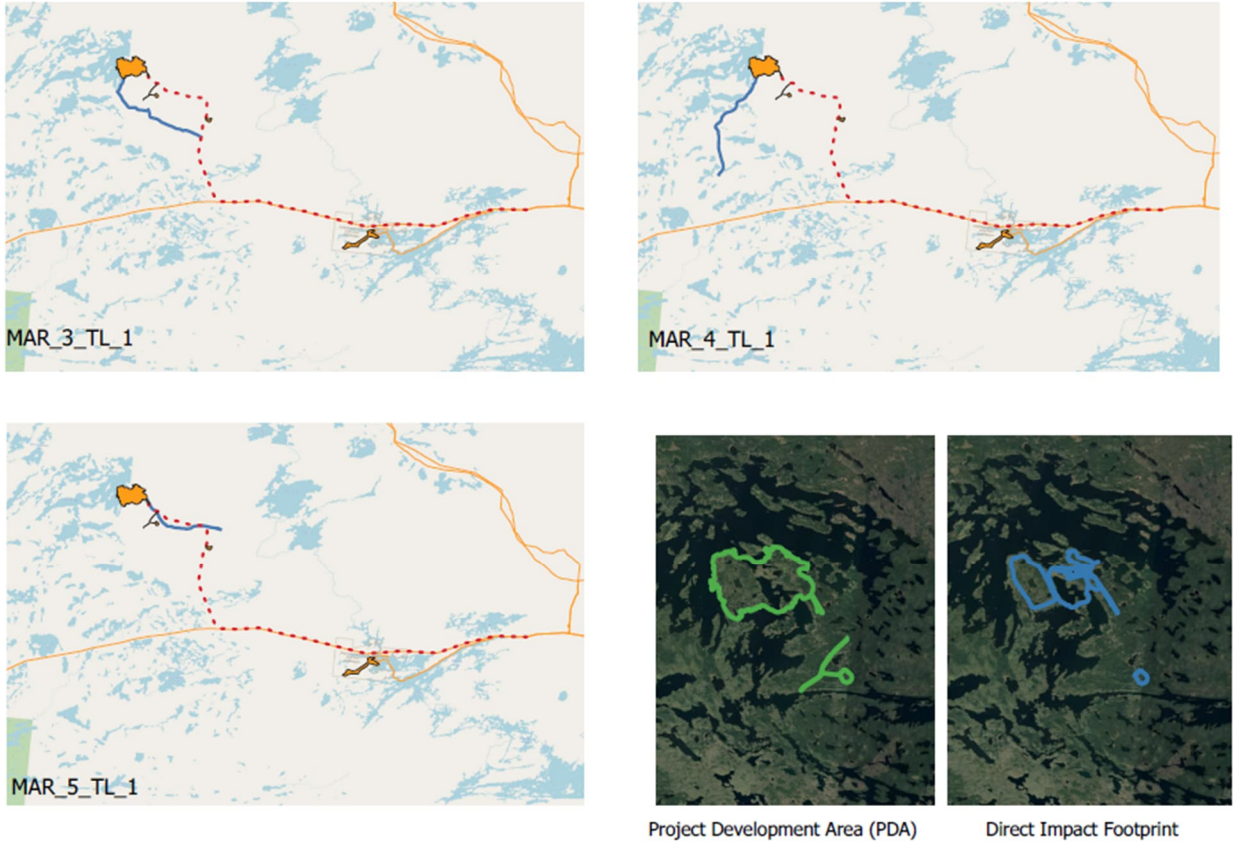 MAR_3_TL_1
MAR_4_TL_1
MAR_5_TL_1
Project Development Area (PDA)
Direct Impact Footprint